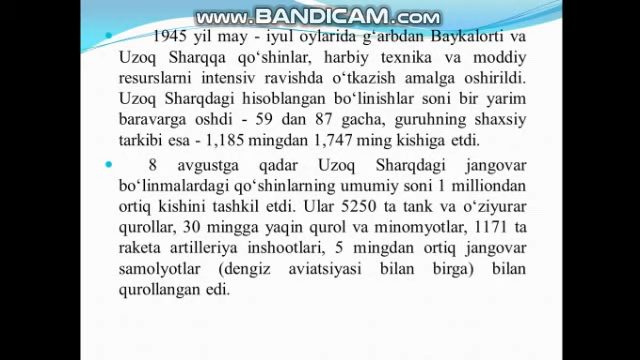 www.BANDICAM.com
• 1945 yil may - iyul oylarida g‘arbdan Baykalorti va
Uzoq Sharqqa qo‘shinlar, harbiy texnika va moddiy
resurslarni intensiv ravishda o‘tkazish amalga oshirildi.
Uzoq Sharqdagi hisoblangan bo‘linishlar soni bir yarim
baravarga oshdi - 59 dan 87 gacha, guruhning shaxsiy
tarkibi esa - 1,185 mingdan 1,747 ming kishiga etdi.
• 8 avgustga qadar Uzoq Sharqdagi jangovar
bo‘linmalardagi qo‘shinlarning umumiy soni 1 milliondan
ortiq kishini tashkil etdi. Ular 5250 ta tank va o‘ziyurar
qurollar, 30 mingga yaqin qurol va minomyotlar, 1171 ta
raketa artilleriya inshootlari, 5 mingdan ortiq jangovar
samolyotlar (dengiz aviatsiyasi bilan birga) bilan
qurollangan edi.